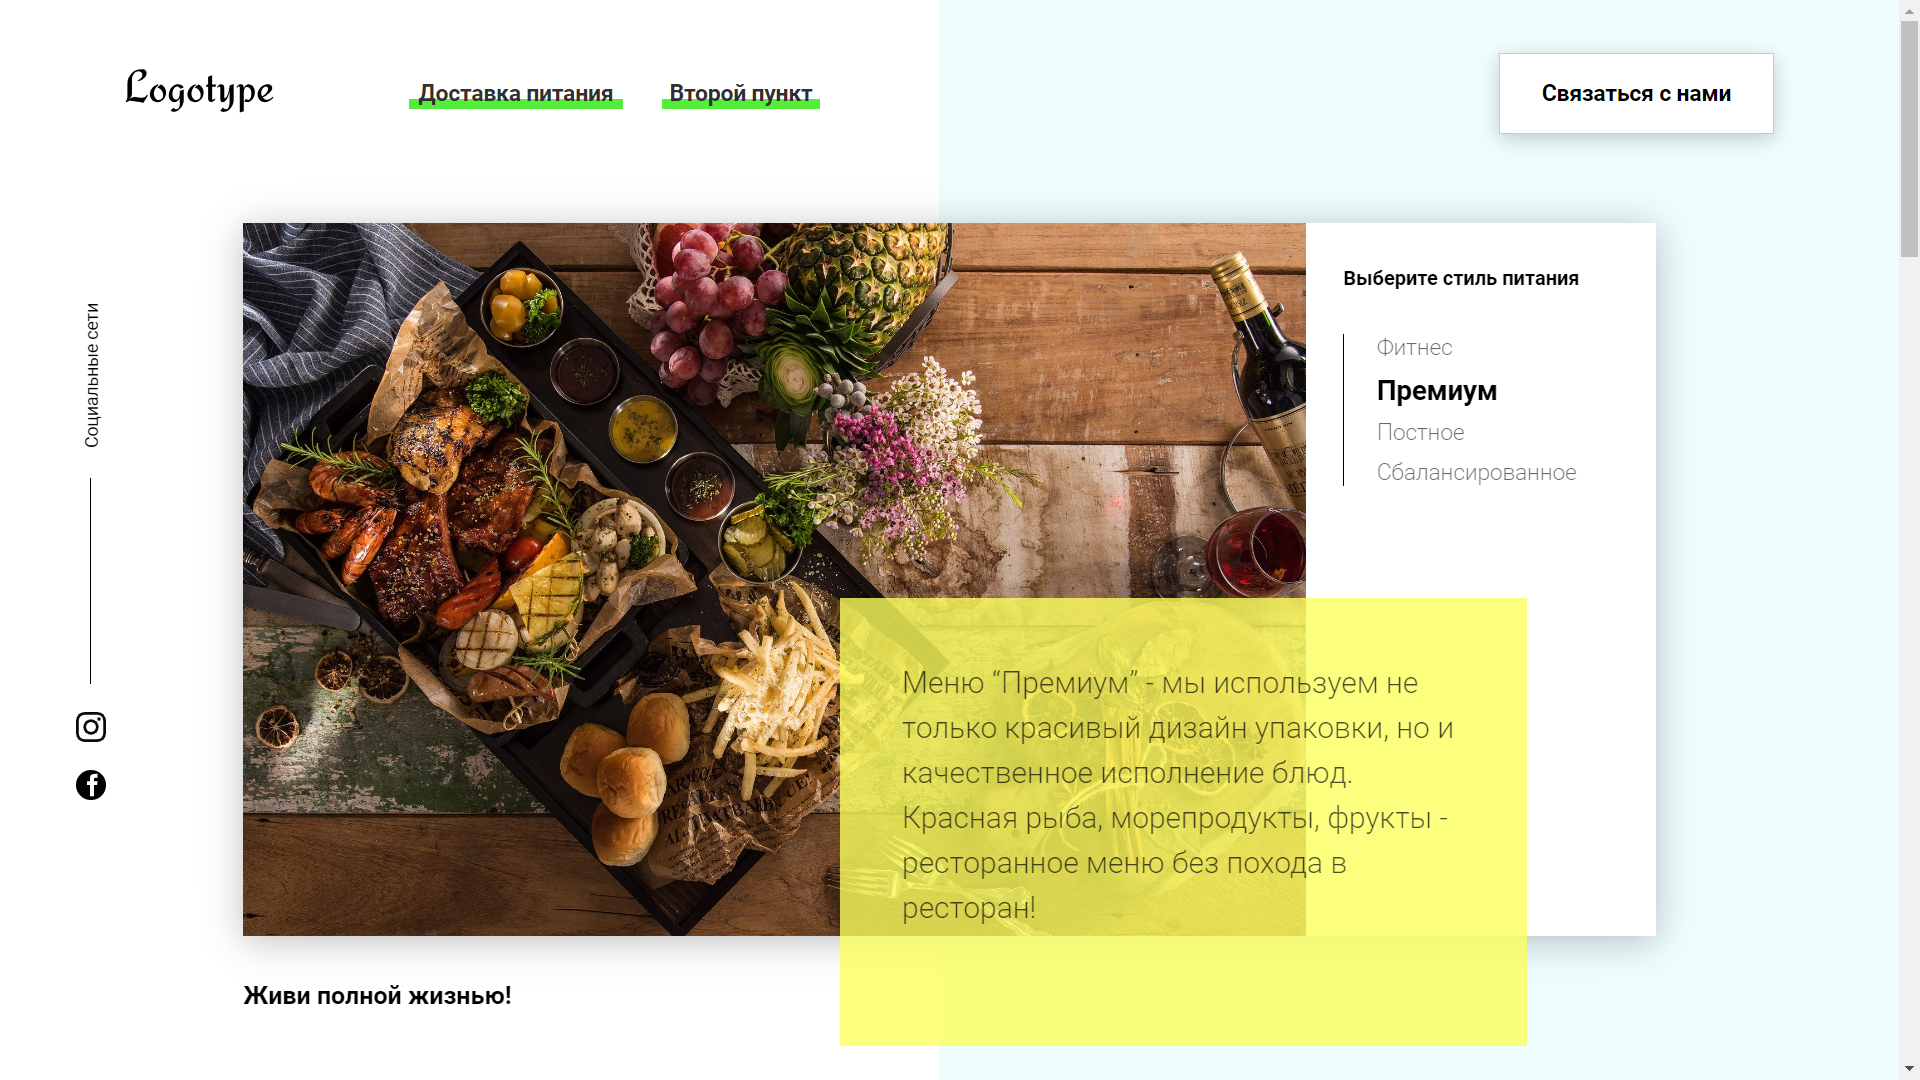 Logotype
Доставка питания
Второй пункт
Связаться с нами
Социальные сети
Выберите стиль питания
Фитнес
Премиум
Постное
Сбалансированное
Меню “Премиум” - мы используем не
только красивый дизайн упаковки, но и
качественное исполнение блюд.
Красная рыба, морепродукты, фрукты -
ресторанное меню без похода в
ресторан!
Живи полной жизнью!